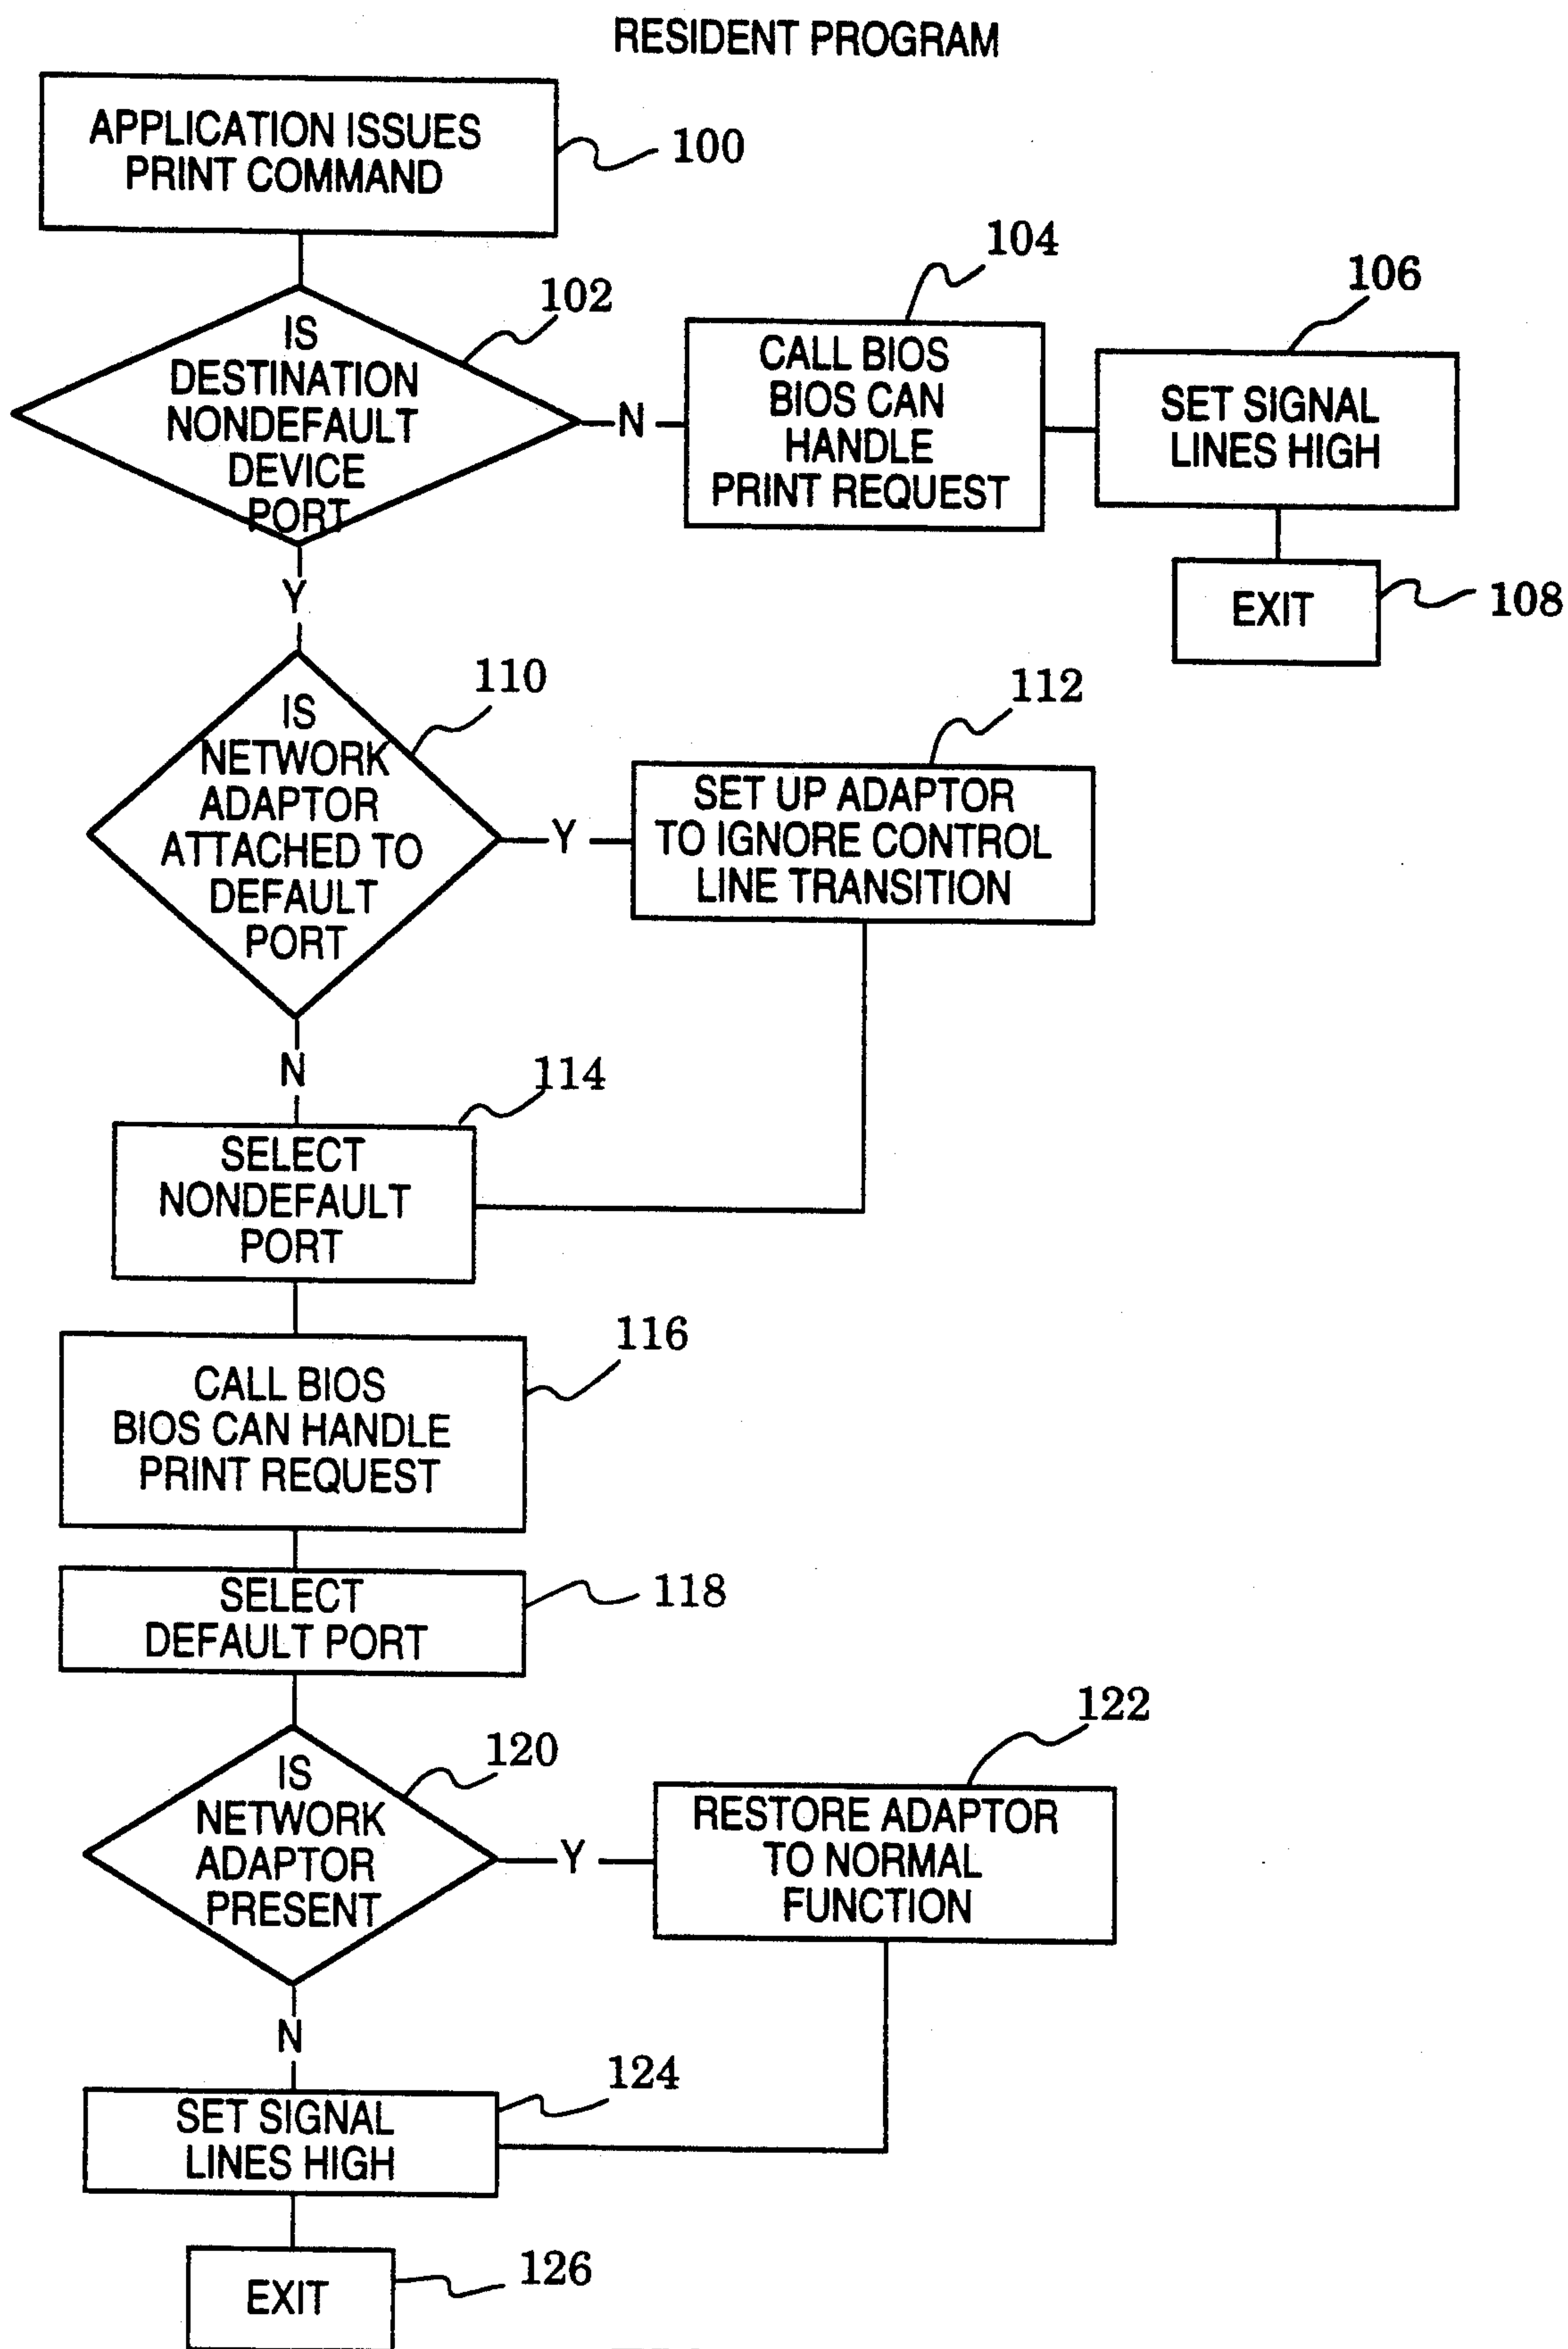 RESIDENT PROGRAM
APPLICATION ISSUES
PRINT COMMAND
100
IS
DESTINATION
NONDEFAULT
DEVICE
PORT
102
N
CALL BIOS
BIOS CAN
HANDLE
PRINT REQUEST
104
SET SIGNAL
LINES HIGH
106
EXIT
108
Y
IS
NETWORK
ADAPTOR
ATTACHED TO
DEFAULT
PORT
110
Y
SET UP ADAPTOR
TO IGNORE CONTROL
LINE TRANSITION
112
N
SELECT
NONDEFAULT
PORT
114
CALL BIOS
BIOS CAN HANDLE
PRINT REQUEST
116
SELECT
DEFAULT PORT
118
IS
NETWORK
ADAPTOR
PRESENT
120
Y
RESTORE ADAPTOR
TO NORMAL
FUNCTION
122
N
SET SIGNAL
LINES HIGH
124
EXIT
126